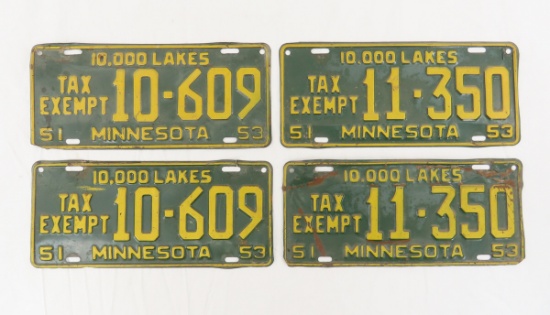 10,000 LAKES
TAX EXEMPT 10-609
51 MINNESOTA 53
10,000 LAKES
TAX EXEMPT 11-350
51 MINNESOTA 53
10,000 LAKES
TAX EXEMPT 10-609
51 MINNESOTA 53
10,000 LAKES
TAX EXEMPT 11-350
51 MINNESOTA 53